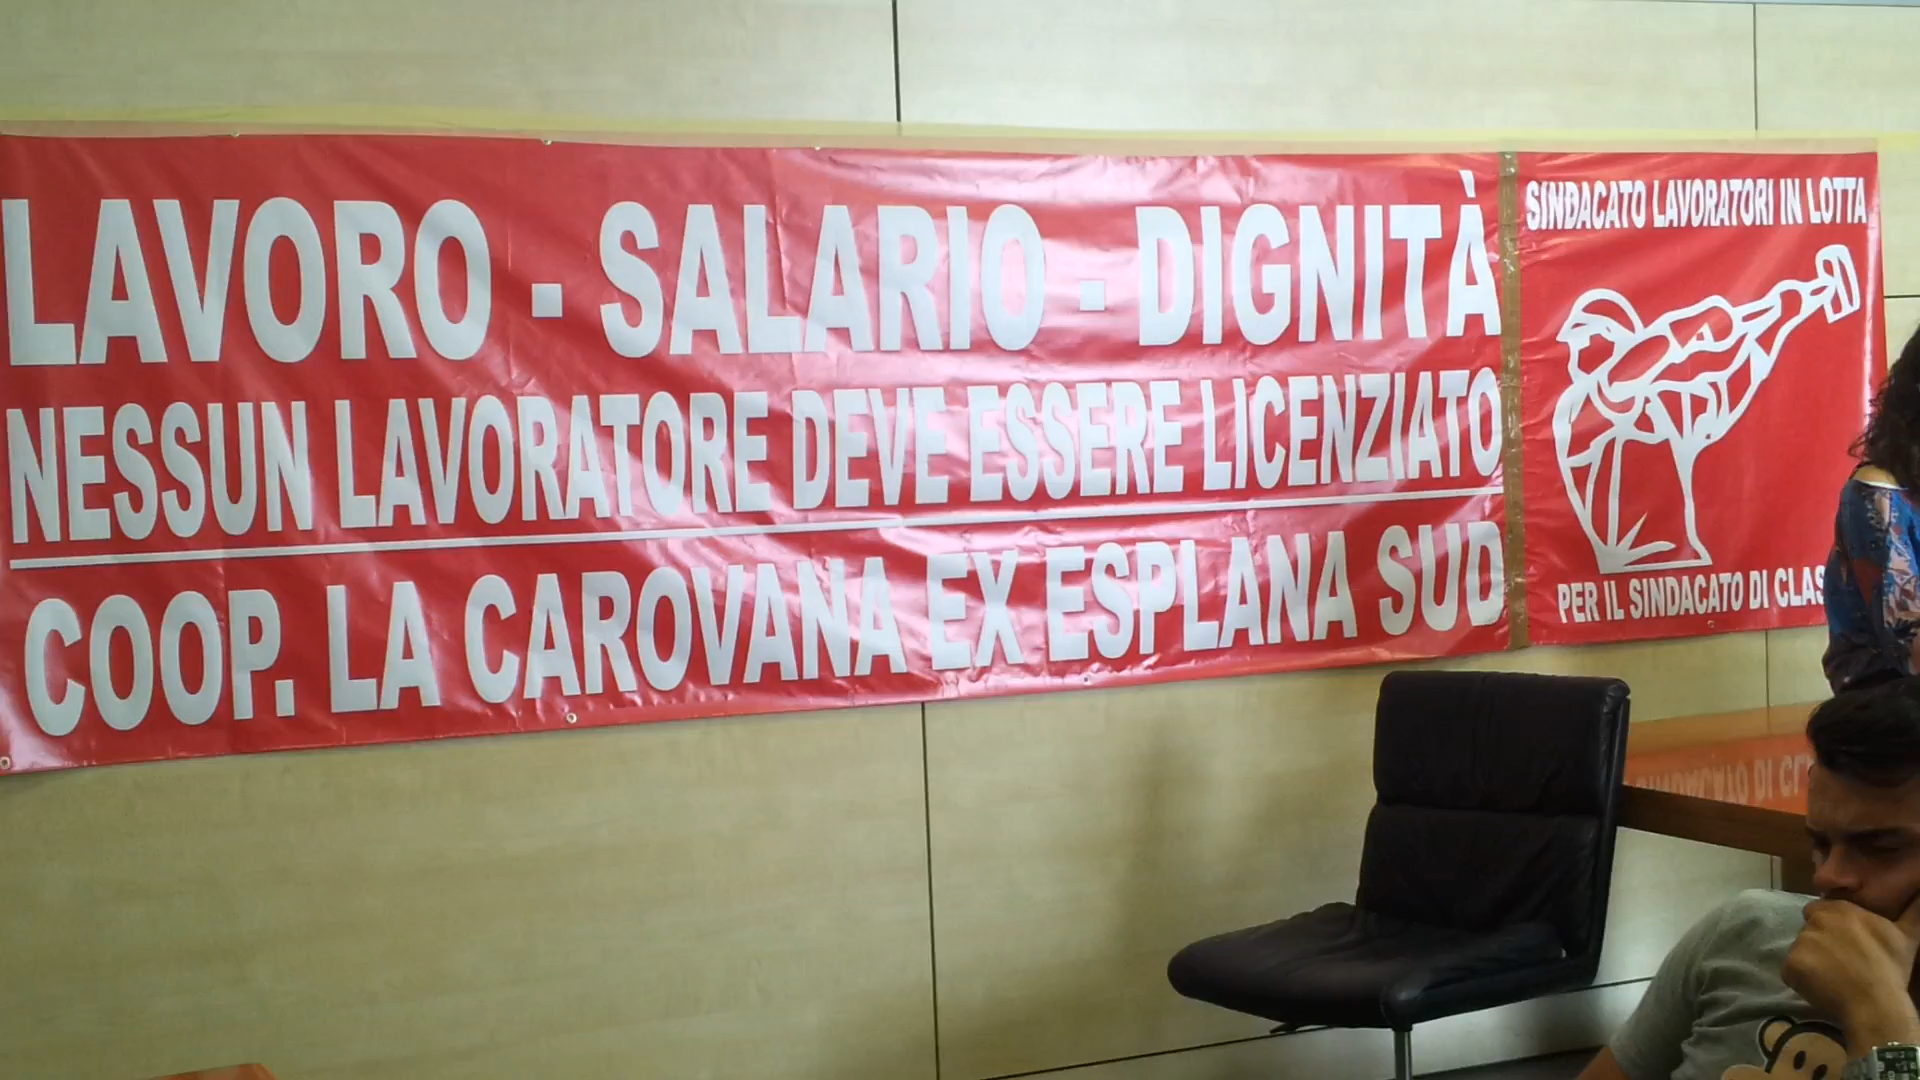 LAVORO - SALARIO - DIGNITÀ
NESSUN LAVORATORE DEVE ESSERE LICENZIATO
COOP. LA CAROVANA EX ESPLANA SUD
SINDACATO LAVORATORI IN LOTTA
PER IL SINDACATO DI CLAS